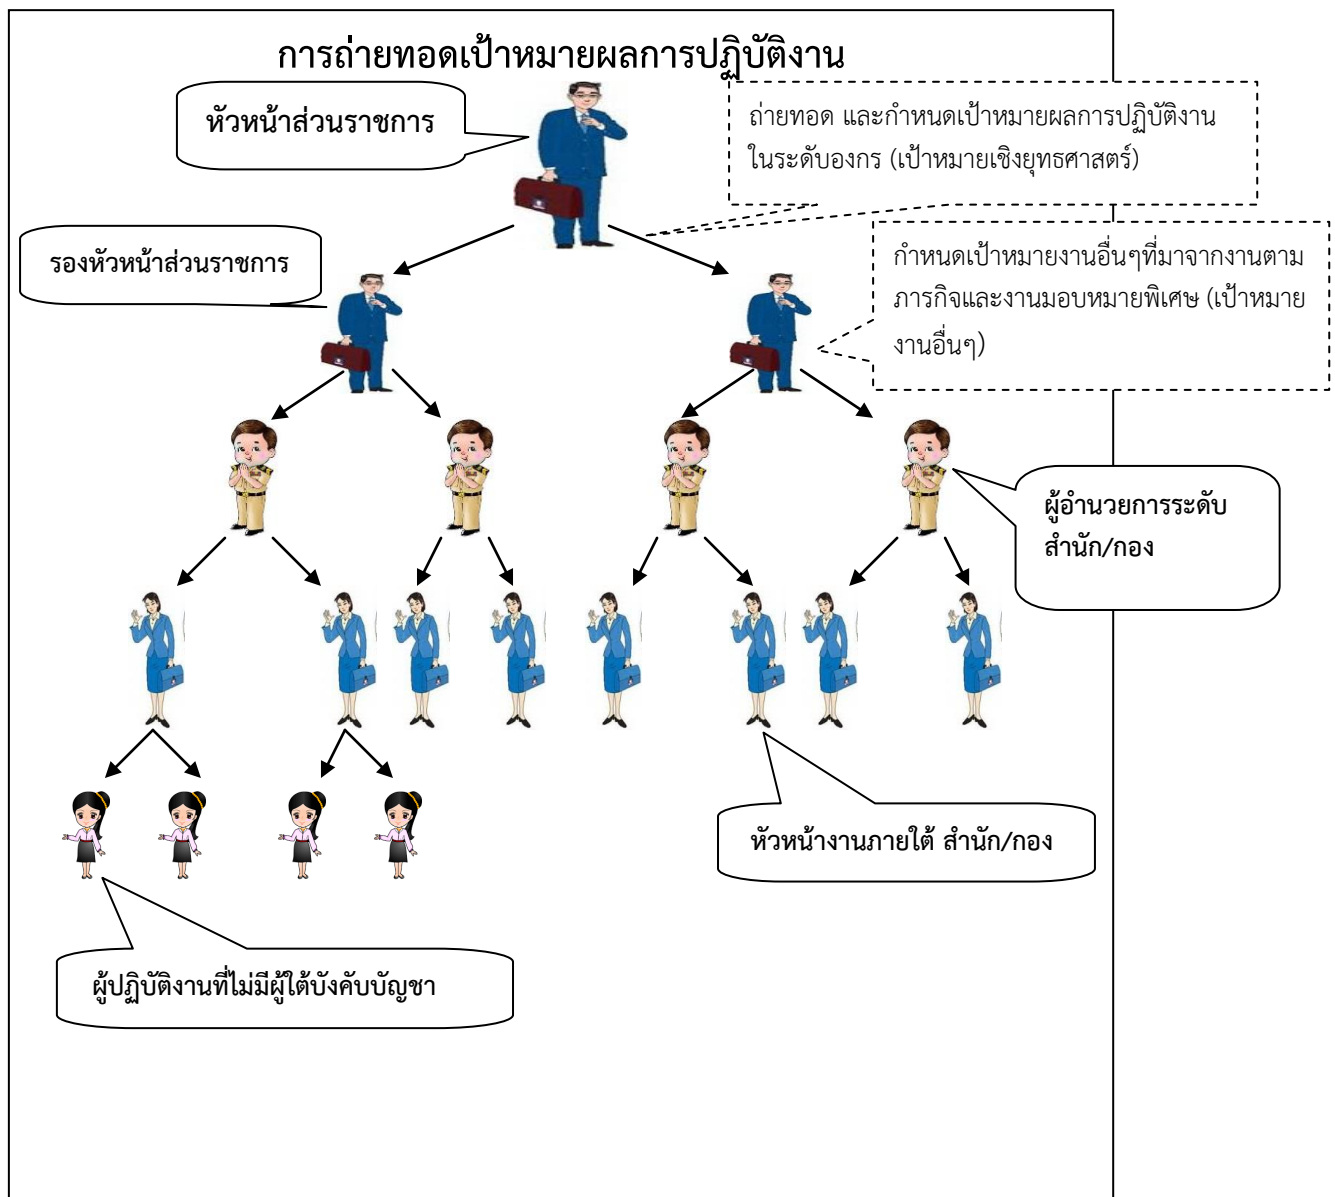 การถ่ายทอดเป้าหมายผลการปฏิบัติงาน
หัวหน้าส่วนราชการ
ถ่ายทอด และกำหนดเป้าหมายผลการปฏิบัติงาน
ในระดับองกร (เป้าหมายเชิงยุทธศาสตร์)
รองหัวหน้าส่วนราชการ
กำหนดเป้าหมายงานอื่นๆที่มาจากงานตาม
ภารกิจและงานมอบหมายพิเศษ (เป้าหมาย
งานอื่นๆ)
ผู้อำนวยการระดับ
สำนัก/กอง
หัวหน้างานภายใต้ สำนัก/กอง
ผู้ปฏิบัติงานที่ไม่มีผู้ใต้บังคับบัญชา